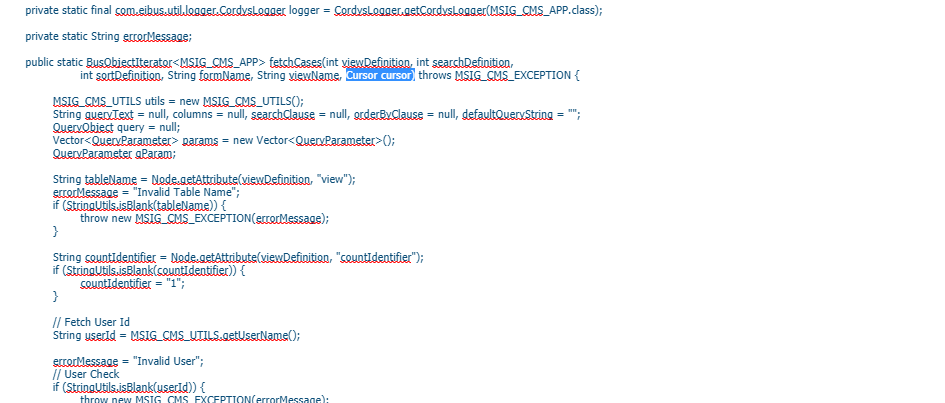 private static final com.eibus.util.logger.CordysLogger logger = CordysLogger.getCordysLogger(MSIG_CMS_APP.class);
private static String errorMessage;
public static BusObjectIterator<MSIG_CMS_APP> fetchCases(int viewDefinition, int searchDefinition,
int sortDefinition, String formName, String viewName, Cursor cursor) throws MSIG_CMS_EXCEPTION {
MSIG_CMS_UTILS utils = new MSIG_CMS_UTILS();
String queryText = null, columns = null, searchClause = null, orderByClause = null, defaultQueryString = "";
QueryObject query = null;
Vector<QueryParameter> params = new Vector<QueryParameter>();
QueryParameter qParam;
String tableName = Node.getAttribute(viewDefinition, "view");
errorMessage = "Invalid Table Name";
if (StringUtils.isBlank(tableName)) {
throw new MSIG_CMS_EXCEPTION(errorMessage);
}
String countIdentifier = Node.getAttribute(viewDefinition, "countIdentifier");
if (StringUtils.isBlank(countIdentifier)) {
countIdentifier = "1";
}
// Fetch User Id
String userId = MSIG_CMS_UTILS.getUserName();
errorMessage = "Invalid User";
// User Check
if (StringUtils.isBlank(userId)) {
throw new MSIG_CMS_EXCEPTION(errorMessage);